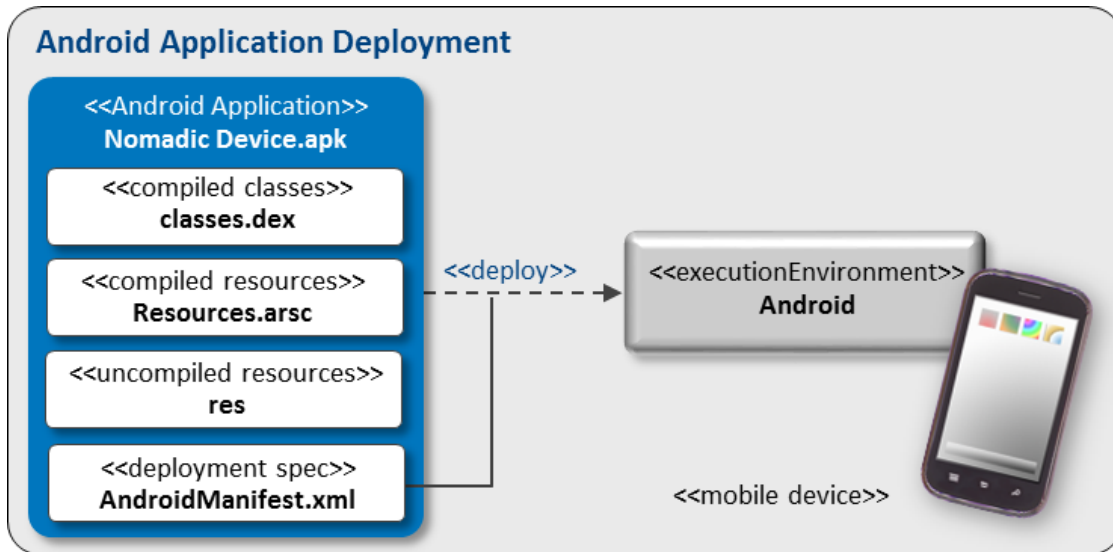 Android Application Deployment
<<Android Application>>
Nomadic Device.apk
<<compiled classes>>
classes.dex
<<compiled resources>>
Resources.arsc
<<uncompiled resources>>
res
<<deployment spec>>
AndroidManifest.xml
<<deploy>>
<<executionEnvironment>>
Android
<<mobile device>>